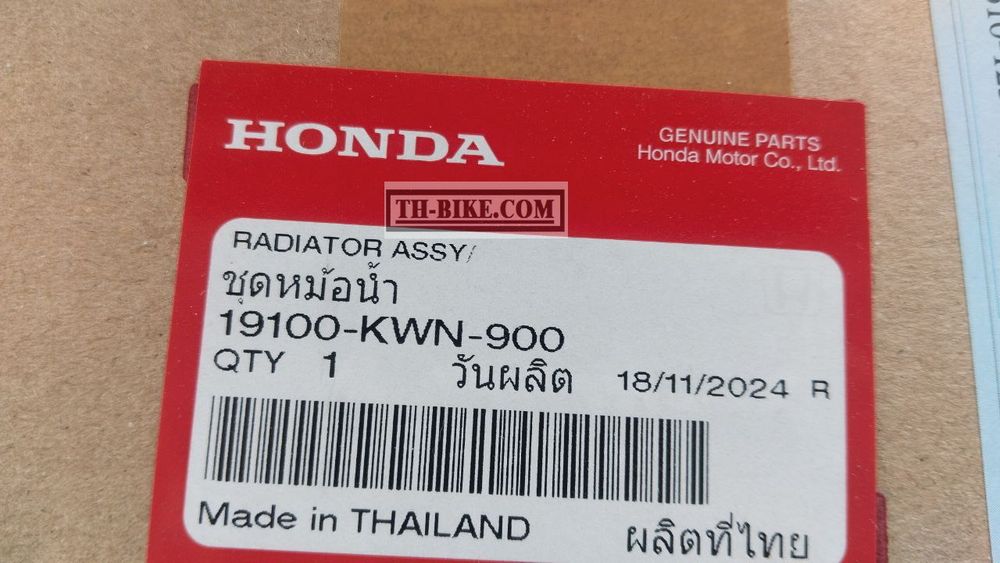 HONDA
GENUINE PARTS
Honda Motor Co., Ltd.
TH-BIKE.COM
RADIATOR ASSY/
ชุดหม้อน้ำ
19100-KWN-900
QTY 1 วันผลิต 18/11/2024 R
Made in THAILAND ผลิตที่ไทย